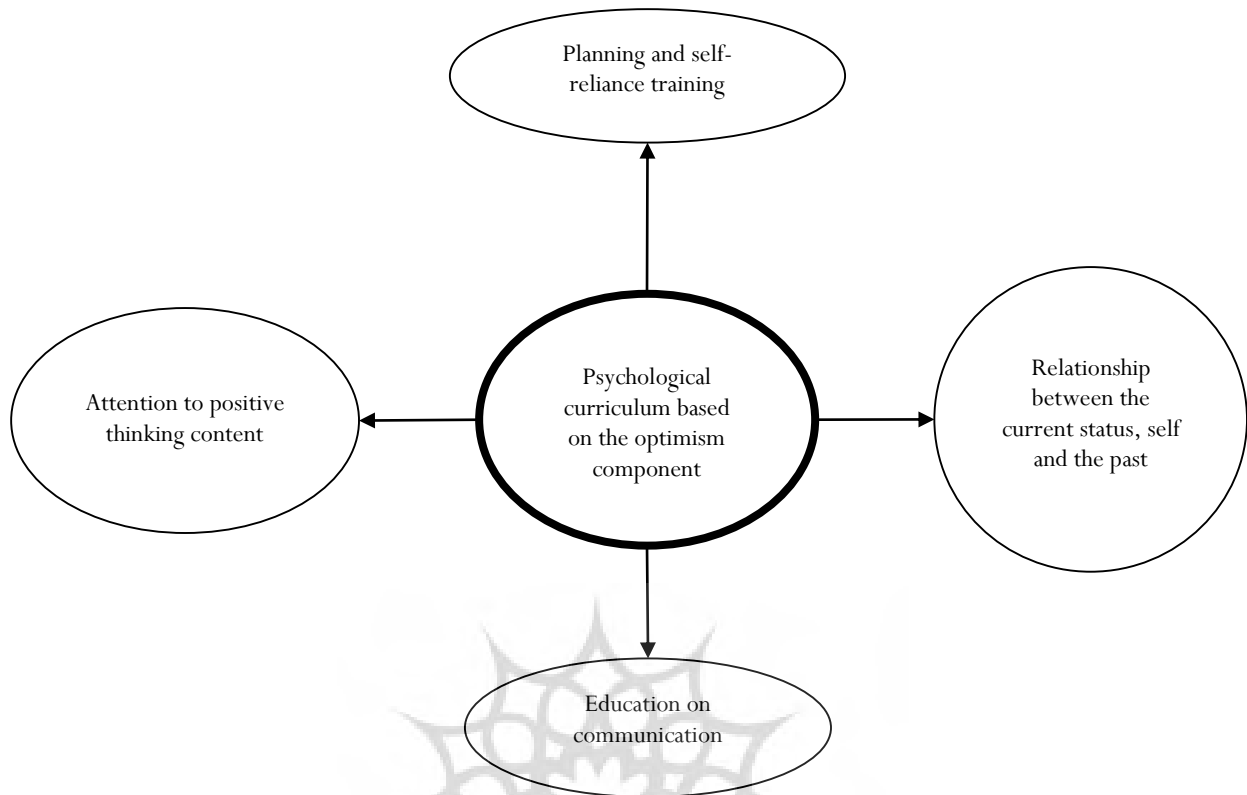 Planning and self-
reliance training
Attention to positive
thinking content
Psychological
curriculum based
on the optimism
component
Relationship
between the
current status, self
and the past
Education on
communication